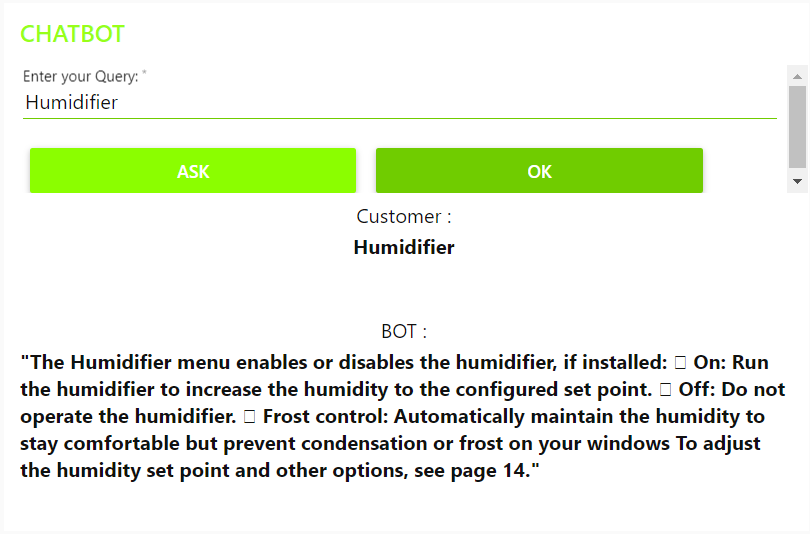 CHATBOT
Enter your Query: *
Humidifier
ASK
OK
Customer :
Humidifier
BOT :
"The Humidifier menu enables or disables the humidifier, if installed: ▯ On: Run
the humidifier to increase the humidity to the configured set point. ▯ Off: Do not
operate the humidifier. ▯ Frost control: Automatically maintain the humidity to
stay comfortable but prevent condensation or frost on your windows To adjust
the humidity set point and other options, see page 14."